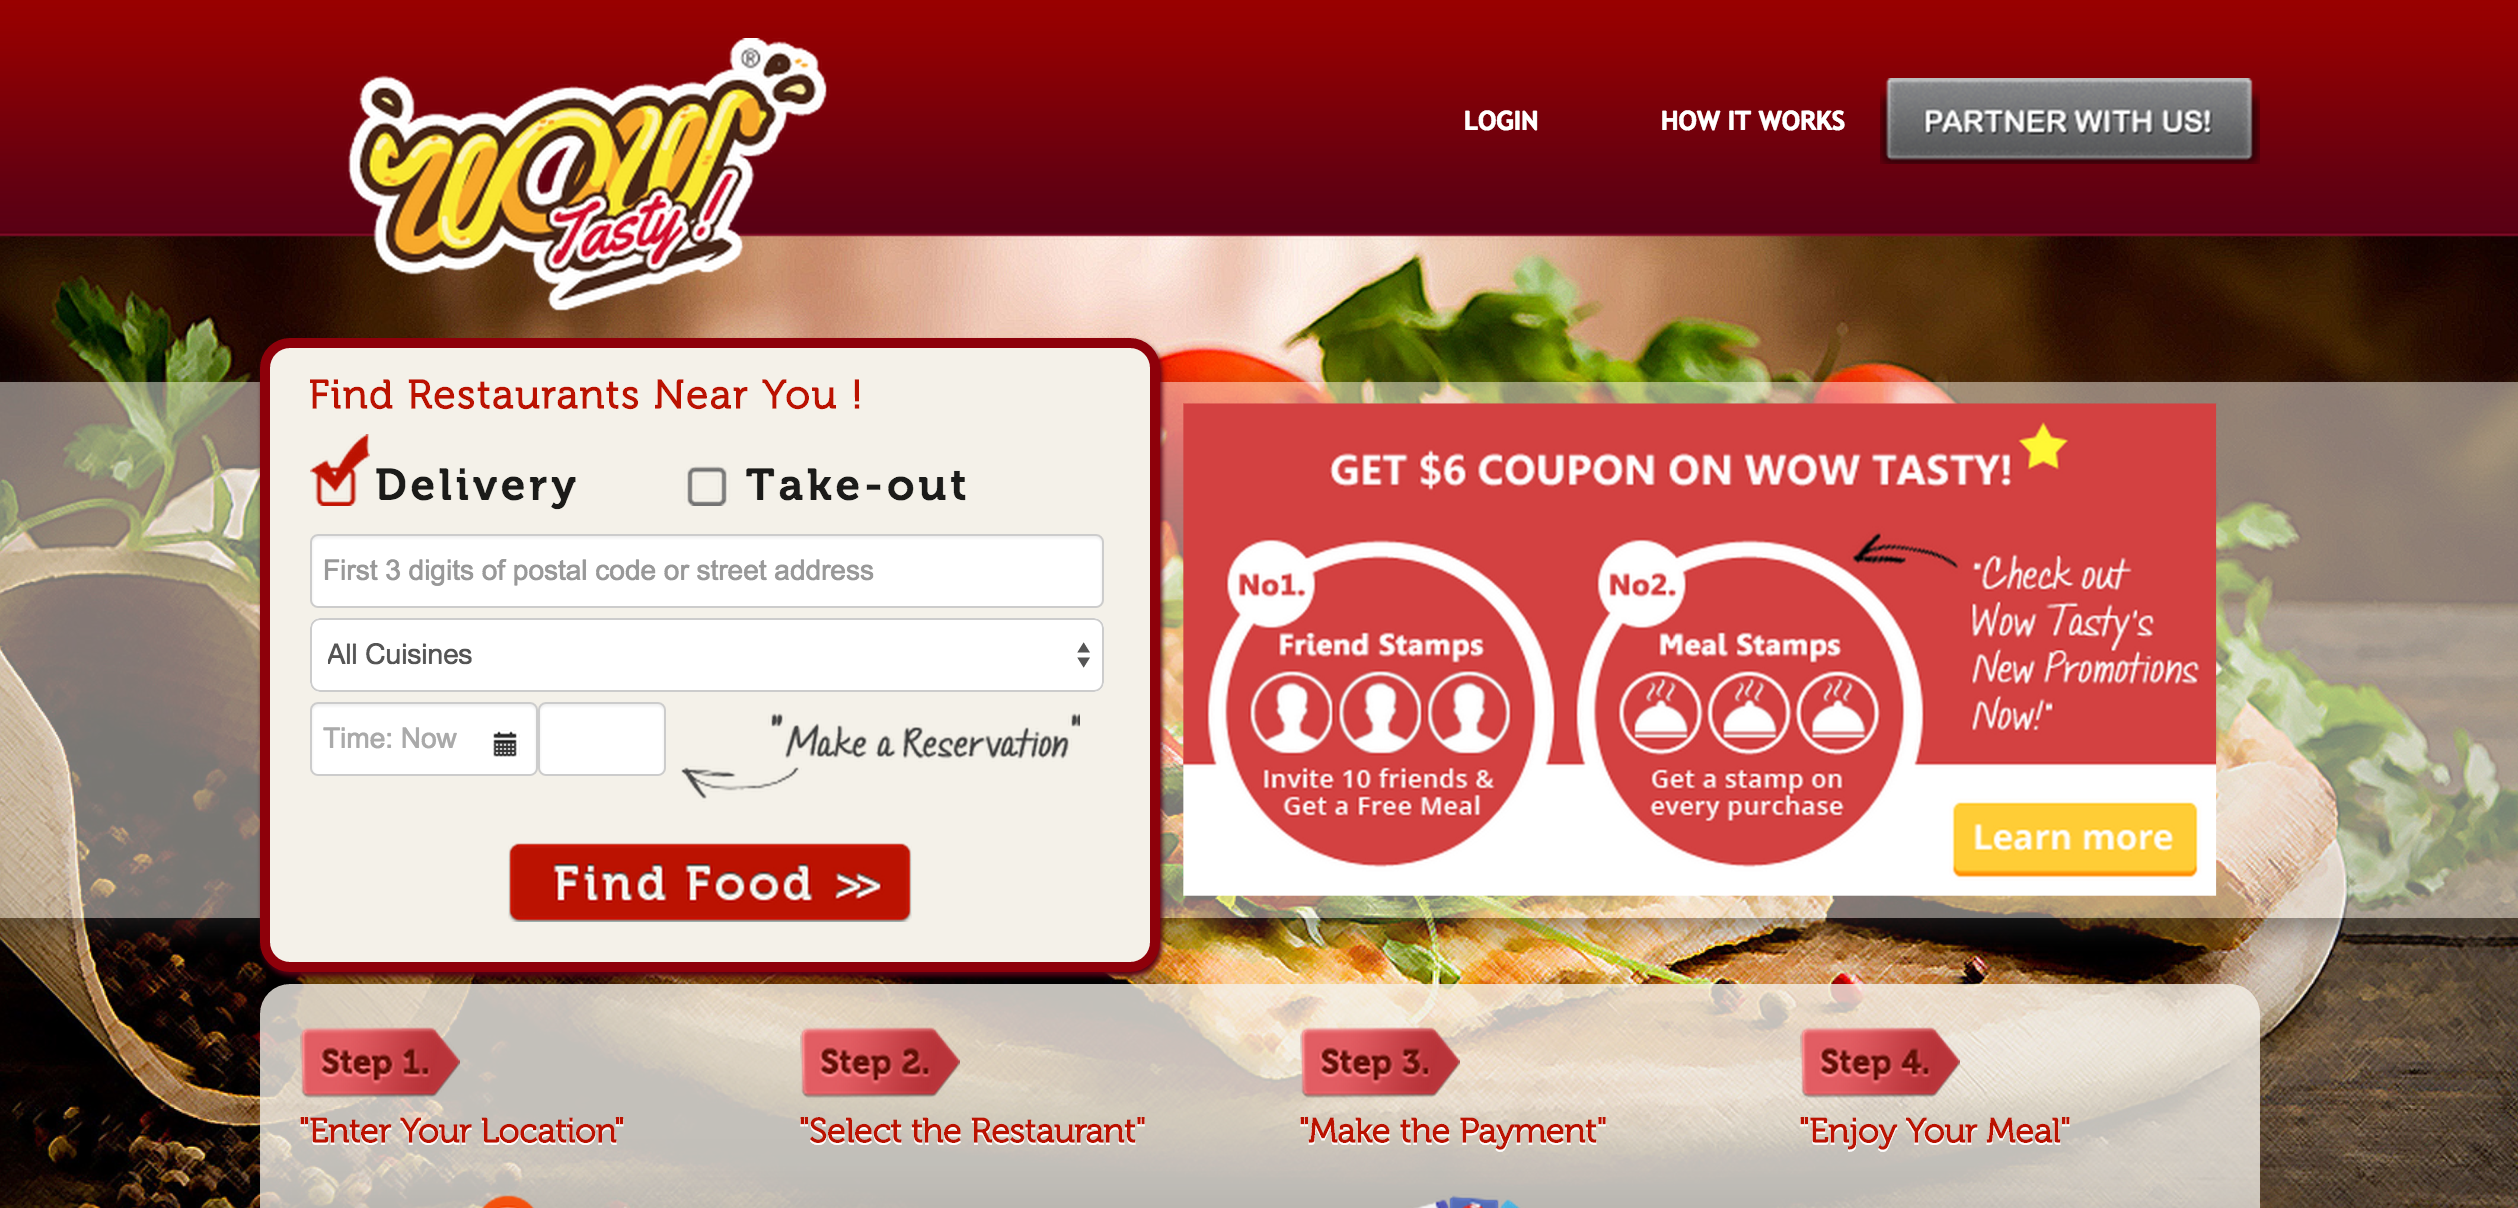 wow
Tasty!
®
LOGIN
HOW IT WORKS
PARTNER WITH US!
Find Restaurants Near You !
Delivery
Take-out
First 3 digits of postal code or street address
All Cuisines
Time: Now
"Make a Reservation"
Find Food >>
GET $6 COUPON ON WOW TASTY!
No1.
Friend Stamps
Invite 10 friends &
Get a Free Meal
No2.
Meal Stamps
Get a stamp on
every purchase
"Check out
Wow Tasty's
New Promotions
Now!"
Learn more
Step 1.
"Enter Your Location"
Step 2.
"Select the Restaurant"
Step 3.
"Make the Payment"
Step 4.
"Enjoy Your Meal"